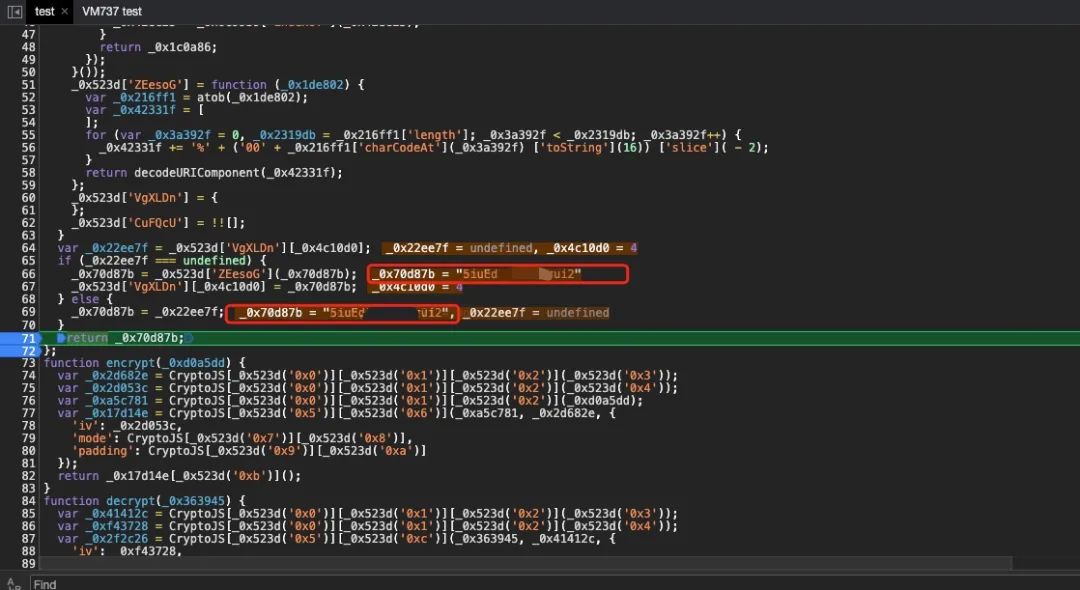 test × VM737 test
47 }
48 return _0x1c0a86;
49 });
50 }());
51 _0x523d['ZEesoG'] = function (_0x1de802) {
52 var _0x216ff1 = atob(_0x1de802);
53 var _0x42331f = [
54 ];
55 for (var _0x3a392f = 0, _0x2319db = _0x216ff1['length']; _0x3a392f < _0x2319db; _0x3a392f++) {
56 _0x42331f += '%' + ('00' + _0x216ff1['charCodeAt'](_0x3a392f) ['toString'](16)) ['slice']( - 2);
57 }
58 return decodeURIComponent(_0x42331f);
59 };
60 _0x523d['VgXLDn'] = {
61 };
62 _0x523d['CuFQcU'] = !![];
63 }
64 var _0x22ee7f = _0x523d['VgXLDn'][_0x4c10d0]; _0x22ee7f = undefined, _0x4c10d0 = 4
65 if (_0x22ee7f === undefined) {
66 _0x70d87b = _0x523d['ZEesoG'](_0x70d87b); _0x70d87b = "5iuEd ui2"
67 _0x523d['VgXLDn'][_0x4c10d0] = _0x70d87b; _0x4c10d0 = 4
68 } else {
69 _0x70d87b = _0x22ee7f; _0x70d87b = "5iuEd ui2", _0x22ee7f = undefined
70 }
71 return _0x70d87b;
72 };
73 function encrypt(_0xd0a5dd) {
74 var _0x2d682e = CryptoJS[_0x523d('0x0')][_0x523d('0x1')][_0x523d('0x2')](_0x523d('0x3'));
75 var _0x2d053c = CryptoJS[_0x523d('0x0')][_0x523d('0x1')][_0x523d('0x2')](_0x523d('0x4'));
76 var _0xa5c781 = CryptoJS[_0x523d('0x0')][_0x523d('0x1')][_0x523d('0x2')](_0xd0a5dd);
77 var _0x17d14e = CryptoJS[_0x523d('0x5')][_0x523d('0x6')](_0xa5c781, _0x2d682e, {
78 'iv': _0x2d053c,
79 'mode': CryptoJS[_0x523d('0x7')][_0x523d('0x8')],
80 'padding': CryptoJS[_0x523d('0x9')][_0x523d('0xa')]
81 });
82 return _0x17d14e[_0x523d('0xb')]();
83 }
84 function decrypt(_0x363945) {
85 var _0x41412c = CryptoJS[_0x523d('0x0')][_0x523d('0x1')][_0x523d('0x2')](_0x523d('0x3'));
86 var _0xf43728 = CryptoJS[_0x523d('0x0')][_0x523d('0x1')][_0x523d('0x2')](_0x523d('0x4'));
87 var _0x2f2c26 = CryptoJS[_0x523d('0x5')][_0x523d('0xc')](_0x363945, _0x41412c, {
88 'iv': _0xf43728,
89
Find